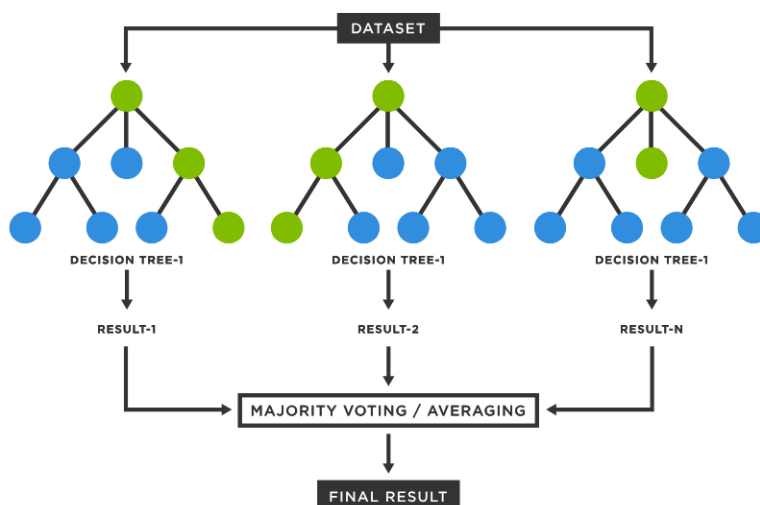 DATASET
DECISION TREE-1
DECISION TREE-1
DECISION TREE-1
RESULT-1
RESULT-2
RESULT-N
MAJORITY VOTING / AVERAGING
FINAL RESULT